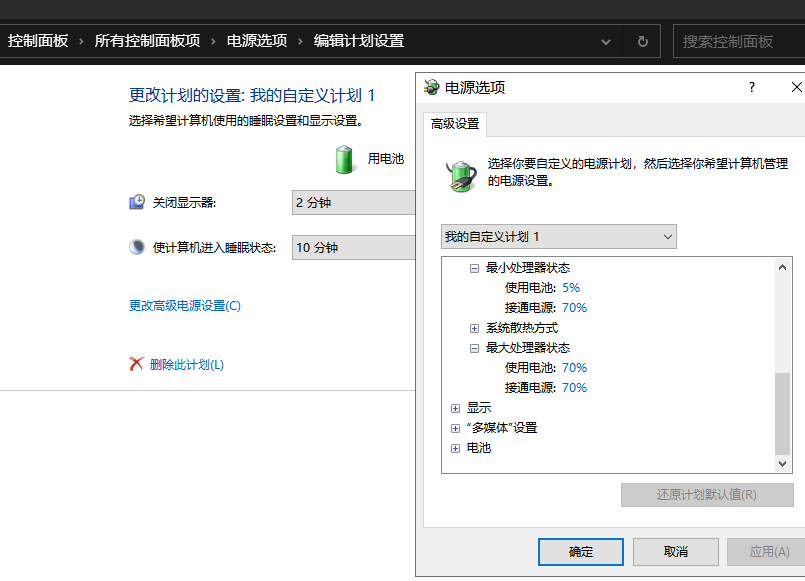 控制面板 › 所有控制面板项 › 电源选项 › 编辑计划设置
搜索控制面板
更改计划的设置: 我的自定义计划 1
选择希望计算机使用的睡眠设置和显示设置。
用电池
关闭显示器:
2 分钟
使计算机进入睡眠状态:
10 分钟
更改高级电源设置(C)
删除此计划(L)
电源选项
?
高级设置
选择你要自定义的电源计划，然后选择你希望计算机管理
的电源设置。
我的自定义计划 1
最小处理器状态
使用电池: 5%
接通电源: 70%
系统散热方式
最大处理器状态
使用电池: 70%
接通电源: 70%
显示
“多媒体”设置
电池
还原计划默认值(R)
确定
取消
应用(A)